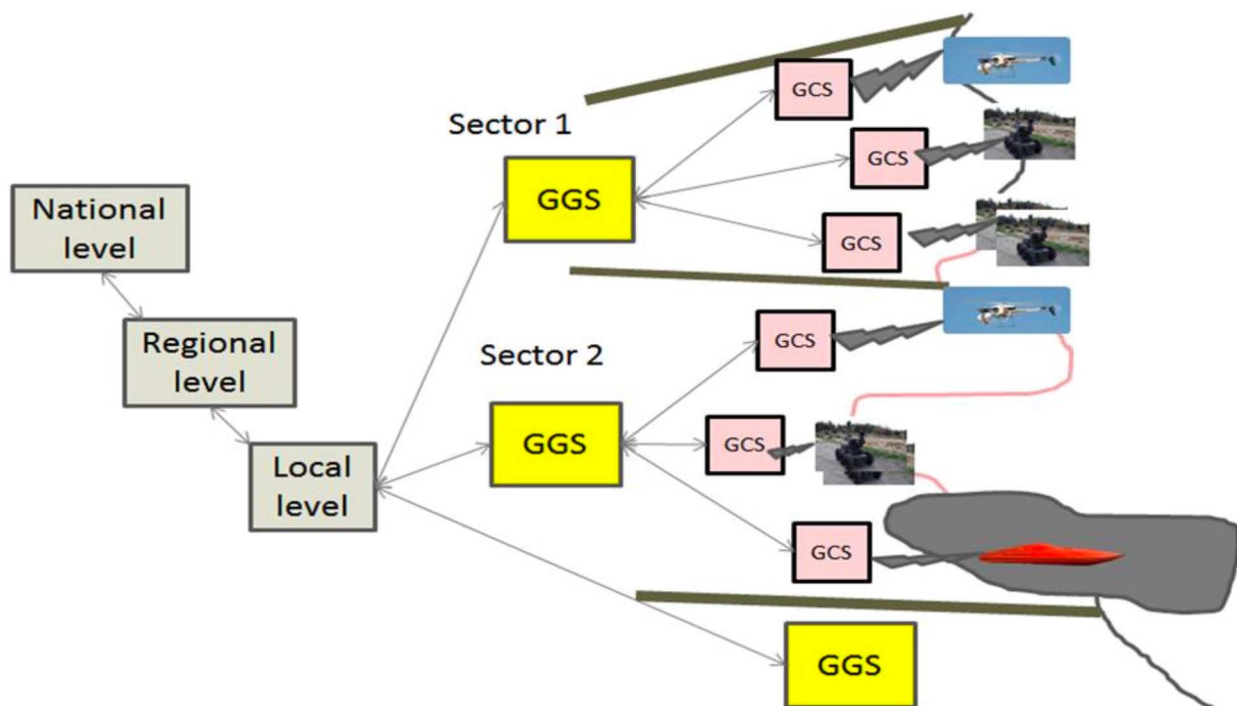 Sector 1
GCS
GCS
GCS
GGS
National
level
Regional
level
Local
level
Sector 2
GGS
GCS
GCS
GCS
GGS